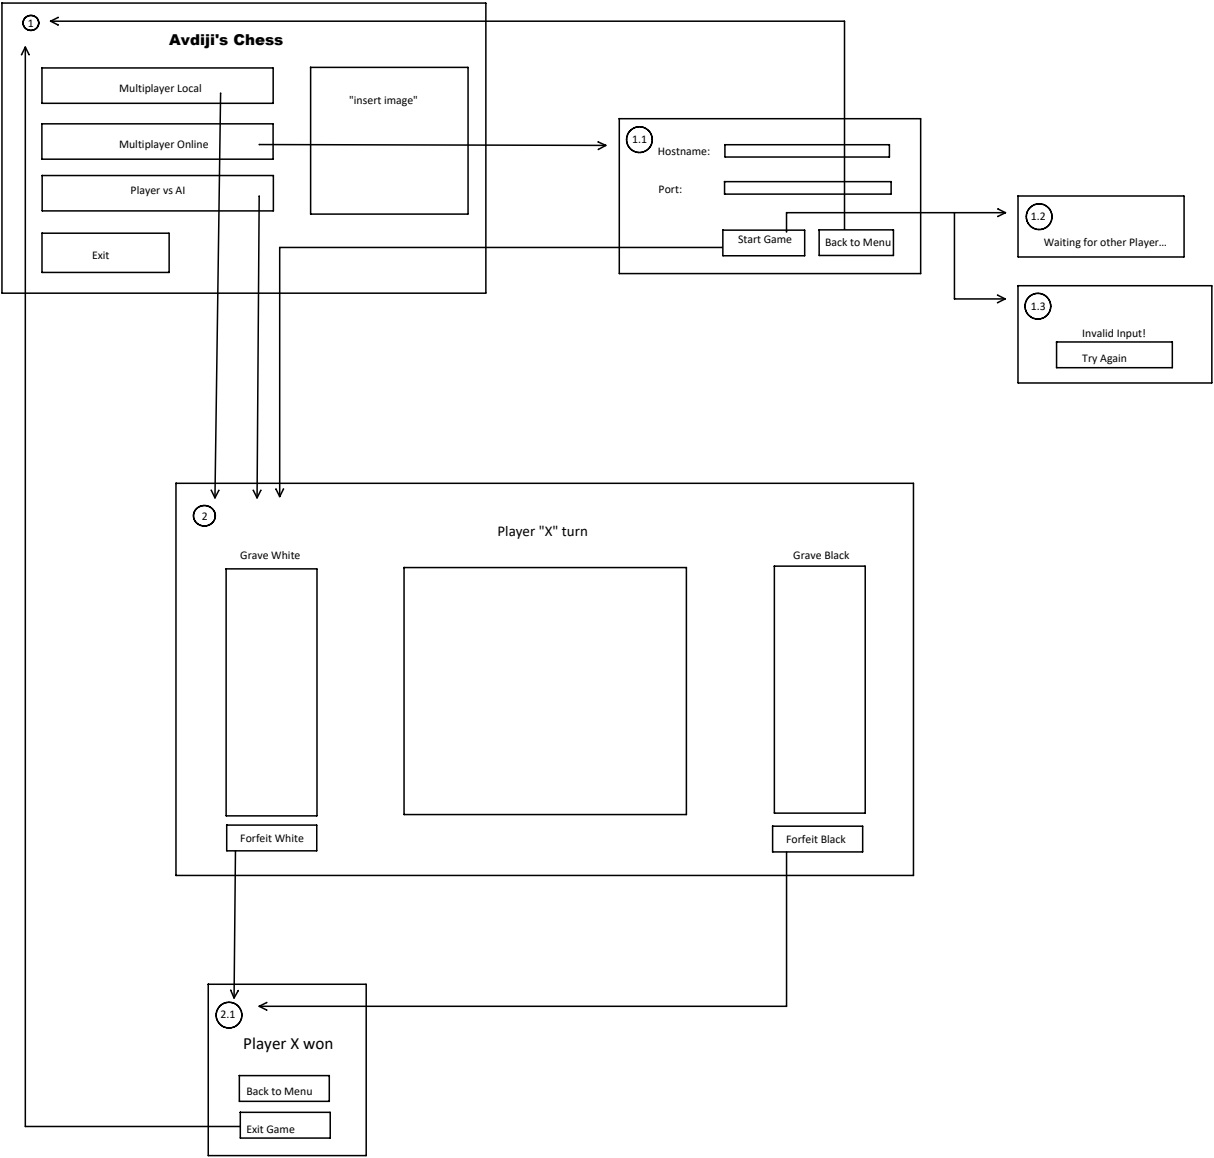 1
Avdiji's Chess
Multiplayer Local
"insert image"
Multiplayer Online
Player vs AI
Exit
1.1
Hostname:
Port:
Start Game
Back to Menu
1.2
Waiting for other Player...
1.3
Invalid Input!
Try Again
2
Player "X" turn
Grave White
Grave Black
Forfeit White
Forfeit Black
2.1
Player X won
Back to Menu
Exit Game